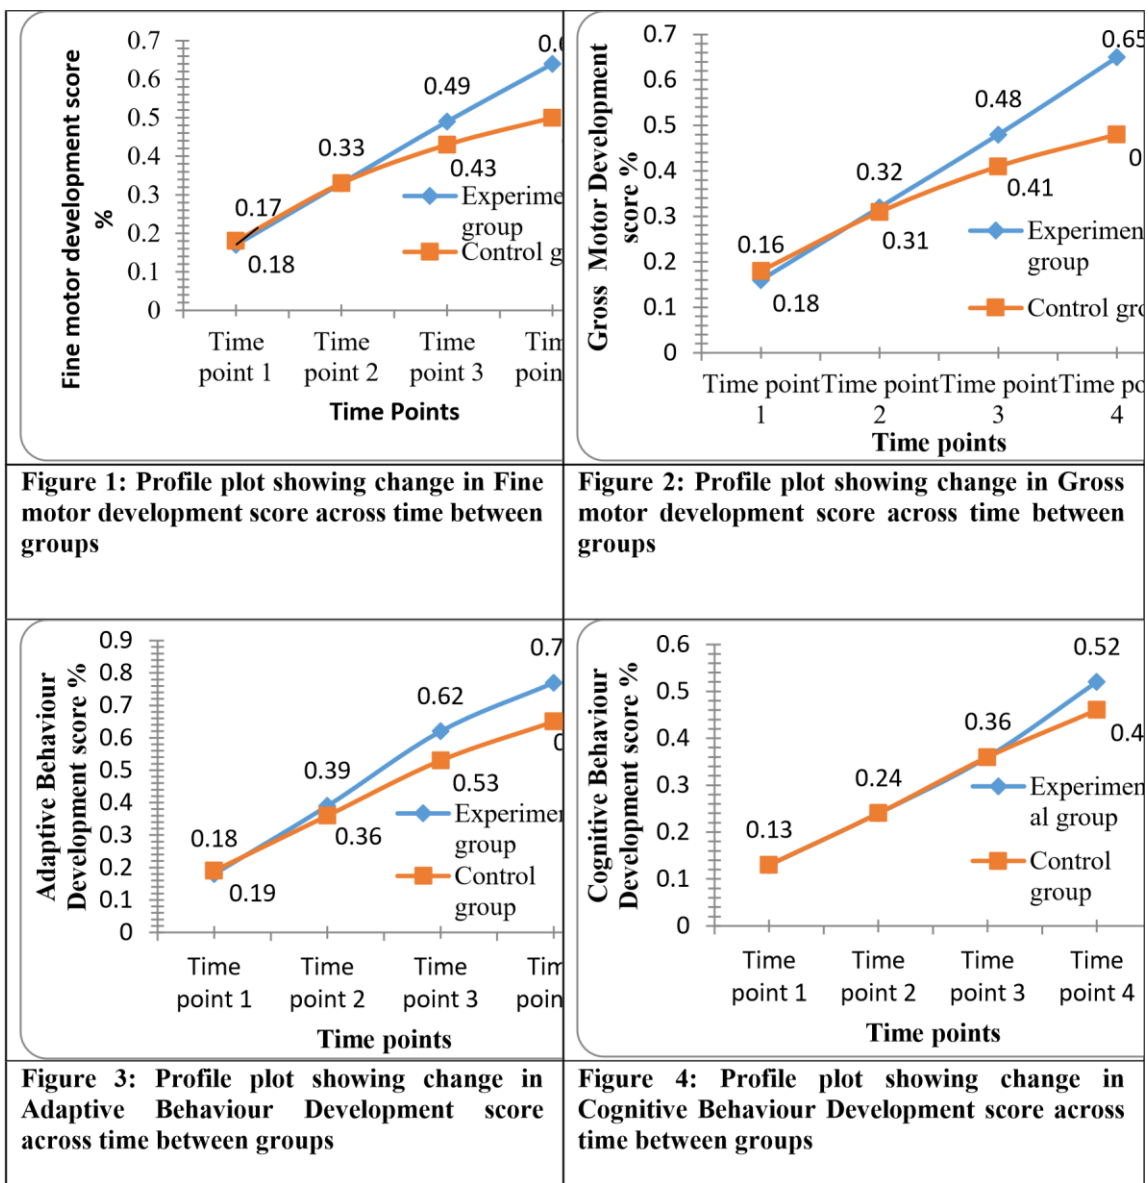 0.7
0.6
0.5
0.4
0.3
0.2
0.1
0
Fine motor development score
%
0.17
0.18
0.33
0.49
0.43
group
Control
Time
point 1
Time
point 2
Time
point 3
Time Points
Figure 1: Profile plot showing change in Fine
motor development score across time between
groups
0.7
0.6
0.5
0.4
0.3
0.2
0.1
0
Gross Motor Development
score %
0.16
0.18
0.32
0.31
0.48
0.41
0.65
group
Control
Time point Time point Time point Time
1 2 3 4
Time points
Figure 2: Profile plot showing change in Gross
motor development score across time between
groups
0.9
0.8
0.7
0.6
0.5
0.4
0.3
0.2
0.1
0
Adaptive Behaviour
Development score %
0.18
0.19
0.39
0.36
0.62
0.53
group
Control
group
Time
point 1
Time
point 2
Time
point 3
Time points
Figure 3: Profile plot showing change in
Adaptive Behaviour Development score
across time between groups
0.6
0.5
0.4
0.3
0.2
0.1
0
Cognitive Behaviour
Development score %
0.13
0.24
0.36
0.52
Experimen
al group
Control
group
Time
point 1
Time
point 2
Time
point 3
Time
point 4
Time points
Figure 4: Profile plot showing change in
Cognitive Behaviour Development score across
time between groups